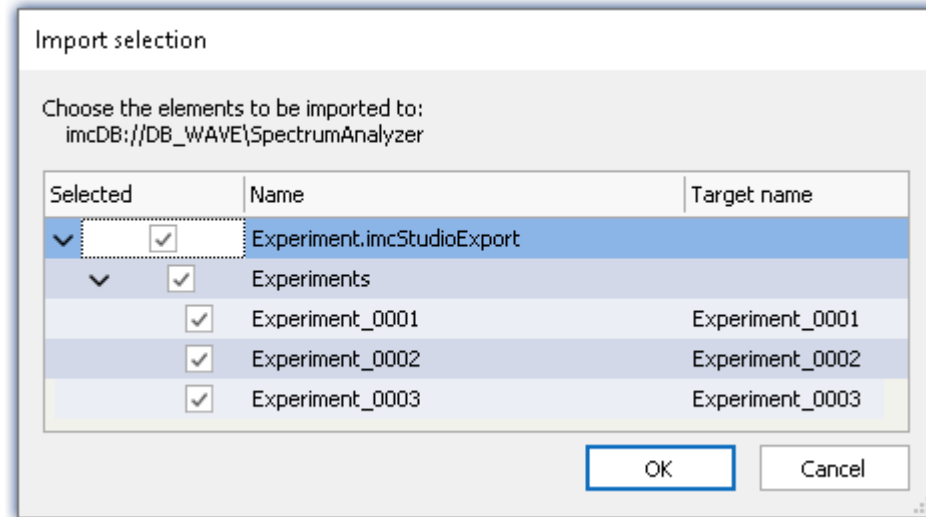 Import selection
Choose the elements to be imported to:
imcDB://DB_WAVE\SpectrumAnalyzer
Selected Name Target name
Experiment.imcStudioExport
Experiments
Experiment_0001 Experiment_0001
Experiment_0002 Experiment_0002
Experiment_0003 Experiment_0003
OK Cancel